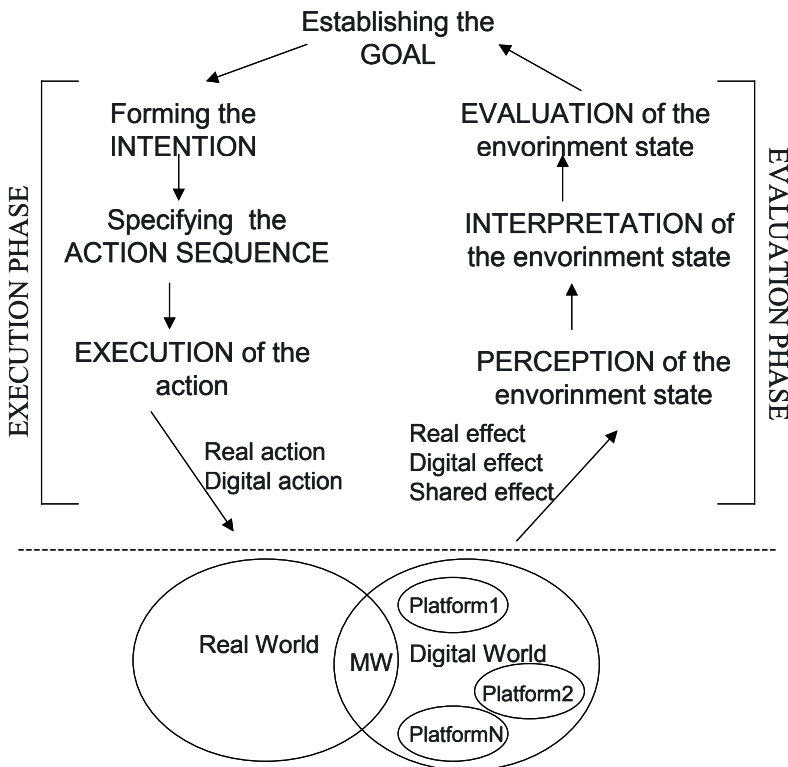 Establishing the
GOAL
EXECUTION PHASE
Forming the
INTENTION
Specifying the
ACTION SEQUENCE
EXECUTION of the
action
Real action
Digital action
EVALUATION of the
envorinment state
INTERPRETATION of
the envorinment state
PERCEPTION of the
envorinment state
Real effect
Digital effect
Shared effect
EVALUATION PHASE
Real World
MW
Digital World
Platform1
Platform2
PlatformN